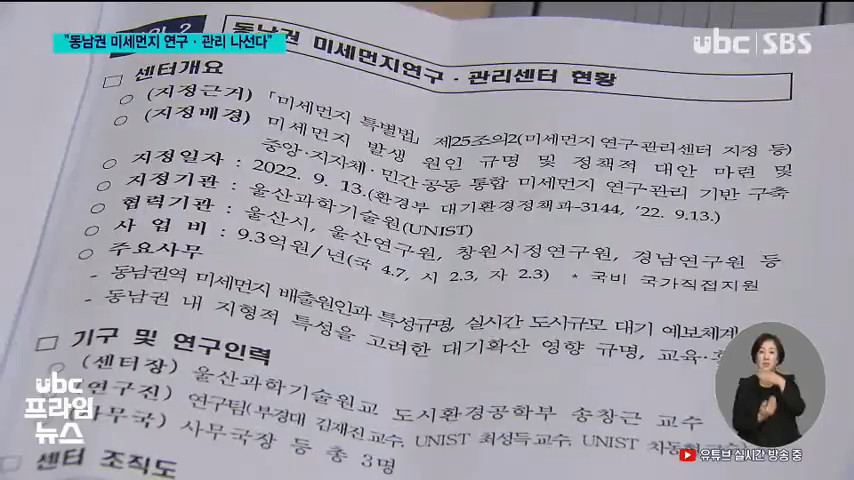 "동남권 미세먼지 연구·관리 나선다"
ubc SBS
동남권 미세먼지연구·관리센터 현황
□ 센터개요
○ (지정근거) 「미세먼지 특별법」 제25조의2(미세먼지 연구관리센터 지정 등)
○ (지정배경) 미세먼지 발생 원인 규명 및 정책적 대안 마련 및
중앙·지자체·민간공동 통합 미세먼지 연구관리 기반 구축
○ 지정일자 : 2022. 9. 13.(환경부 대기환경정책과-3144, '22. 9.13.)
○ 지정기관 : 울산과학기술원(UNIST)
○ 협력기관 : 울산시, 울산연구원, 창원시정연구원, 경남연구원 등
○ 사 업 비 : 9.3억원/년(국 4.7, 시 2.3, 자 2.3) * 국비 국가직접지원
○ 주요사무
- 동남권역 미세먼지 배출원인과 특성규명, 실시간 도시규모 대기 예보체계
- 동남권 내 지형적 특성을 고려한 대기확산 영향 규명, 교육·
□ 기구 및 연구인력
○ (센터장) 울산과학기술원교 도시환경공학부 송창근 교수
연구진) 연구팀(부경대 김재진교수, UNIST 최성득교수, UNIST 차동현교수)
사무국) 사무국장 등 총 3명
□ 센터 조직도
ubc
프라임
뉴스
유튜브 실시간 방송 중